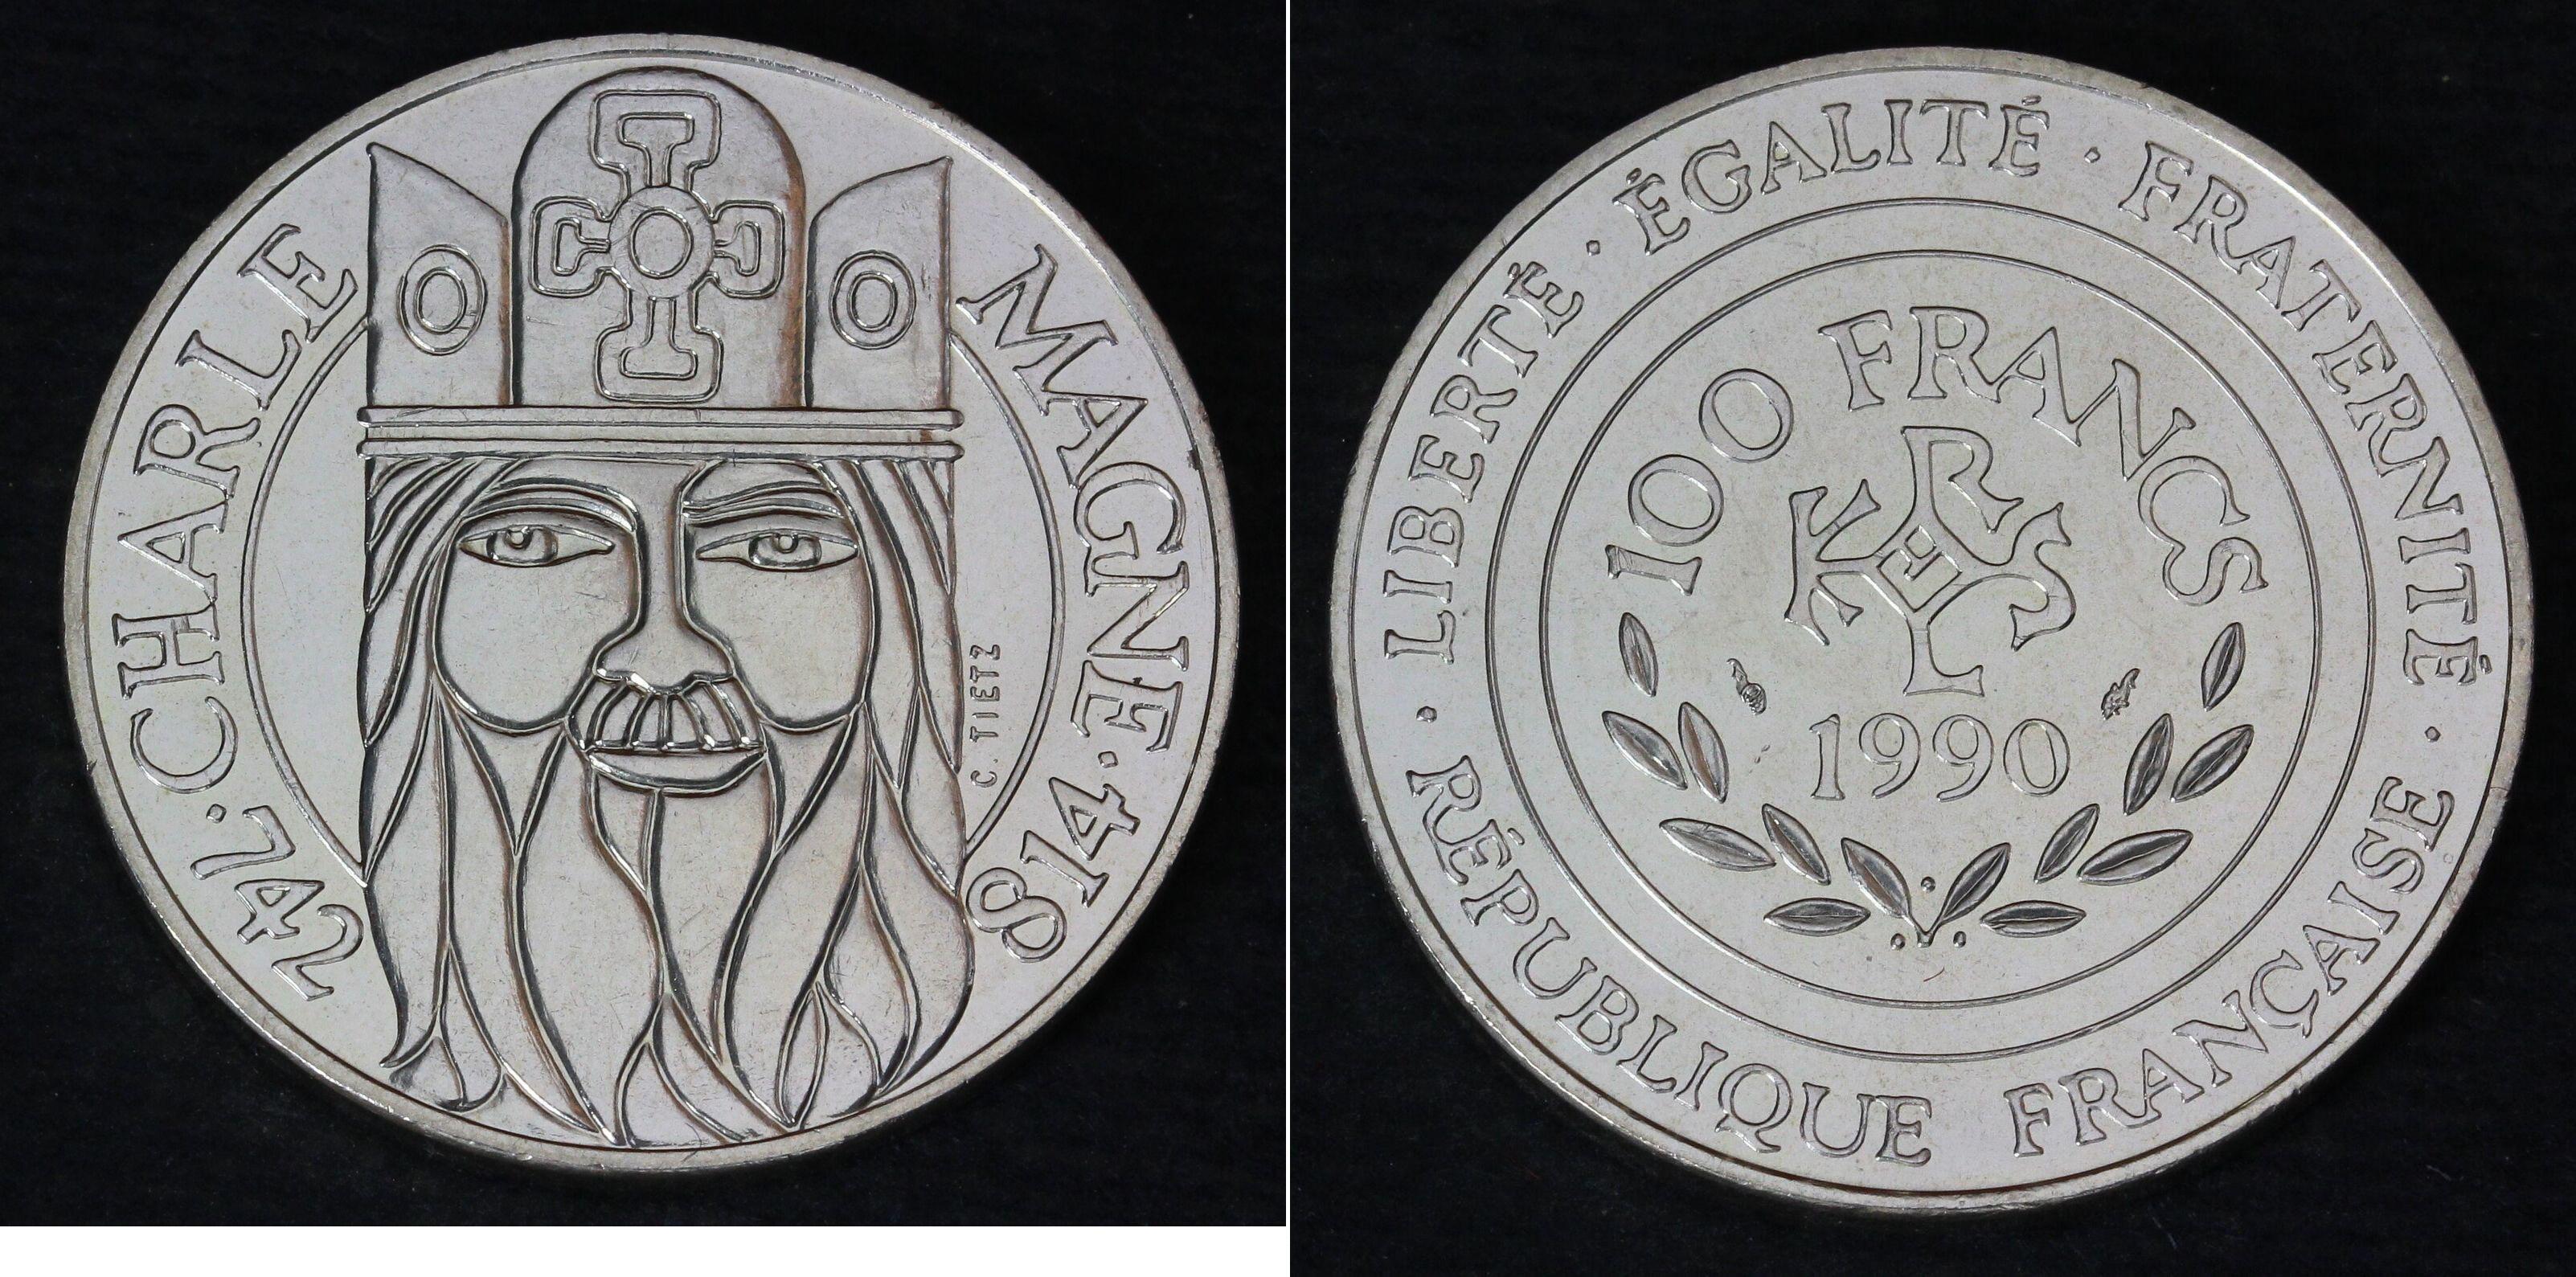 742·CHARLE MAGNE·814
C. TIETZ
· LIBERTÉ · ÉGALITÉ · FRATERNITÉ ·
RÉPUBLIQUE FRANÇAISE
100 FRANCS
1990